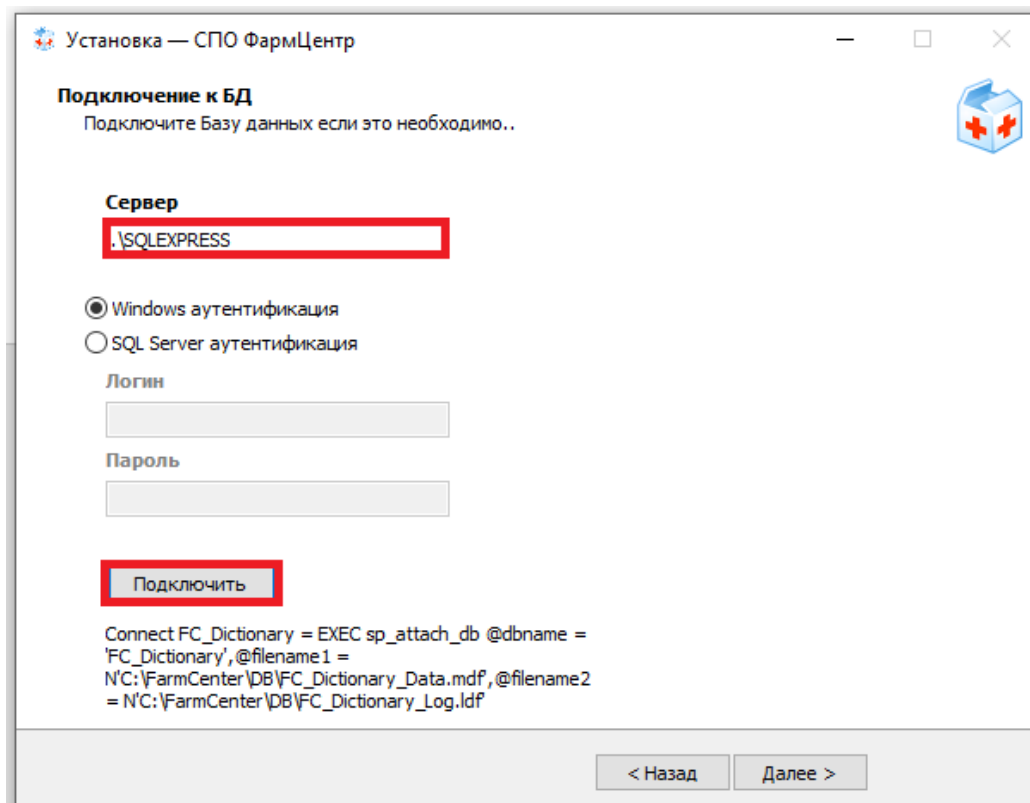 Установка — СПО ФармЦентр
Подключение к БД
Подключите Базу данных если это необходимо..
Сервер
.\SQLEXPRESS
Windows аутентификация
SQL Server аутентификация
Логин
Пароль
Подключить
Connect FC_Dictionary = EXEC sp_attach_db @dbname =
'FC_Dictionary',@filename1 =
N'C:\FarmCenter\DB\FC_Dictionary_Data.mdf',@filename2
= N'C:\FarmCenter\DB\FC_Dictionary_Log.ldf'
< Назад
Далее >